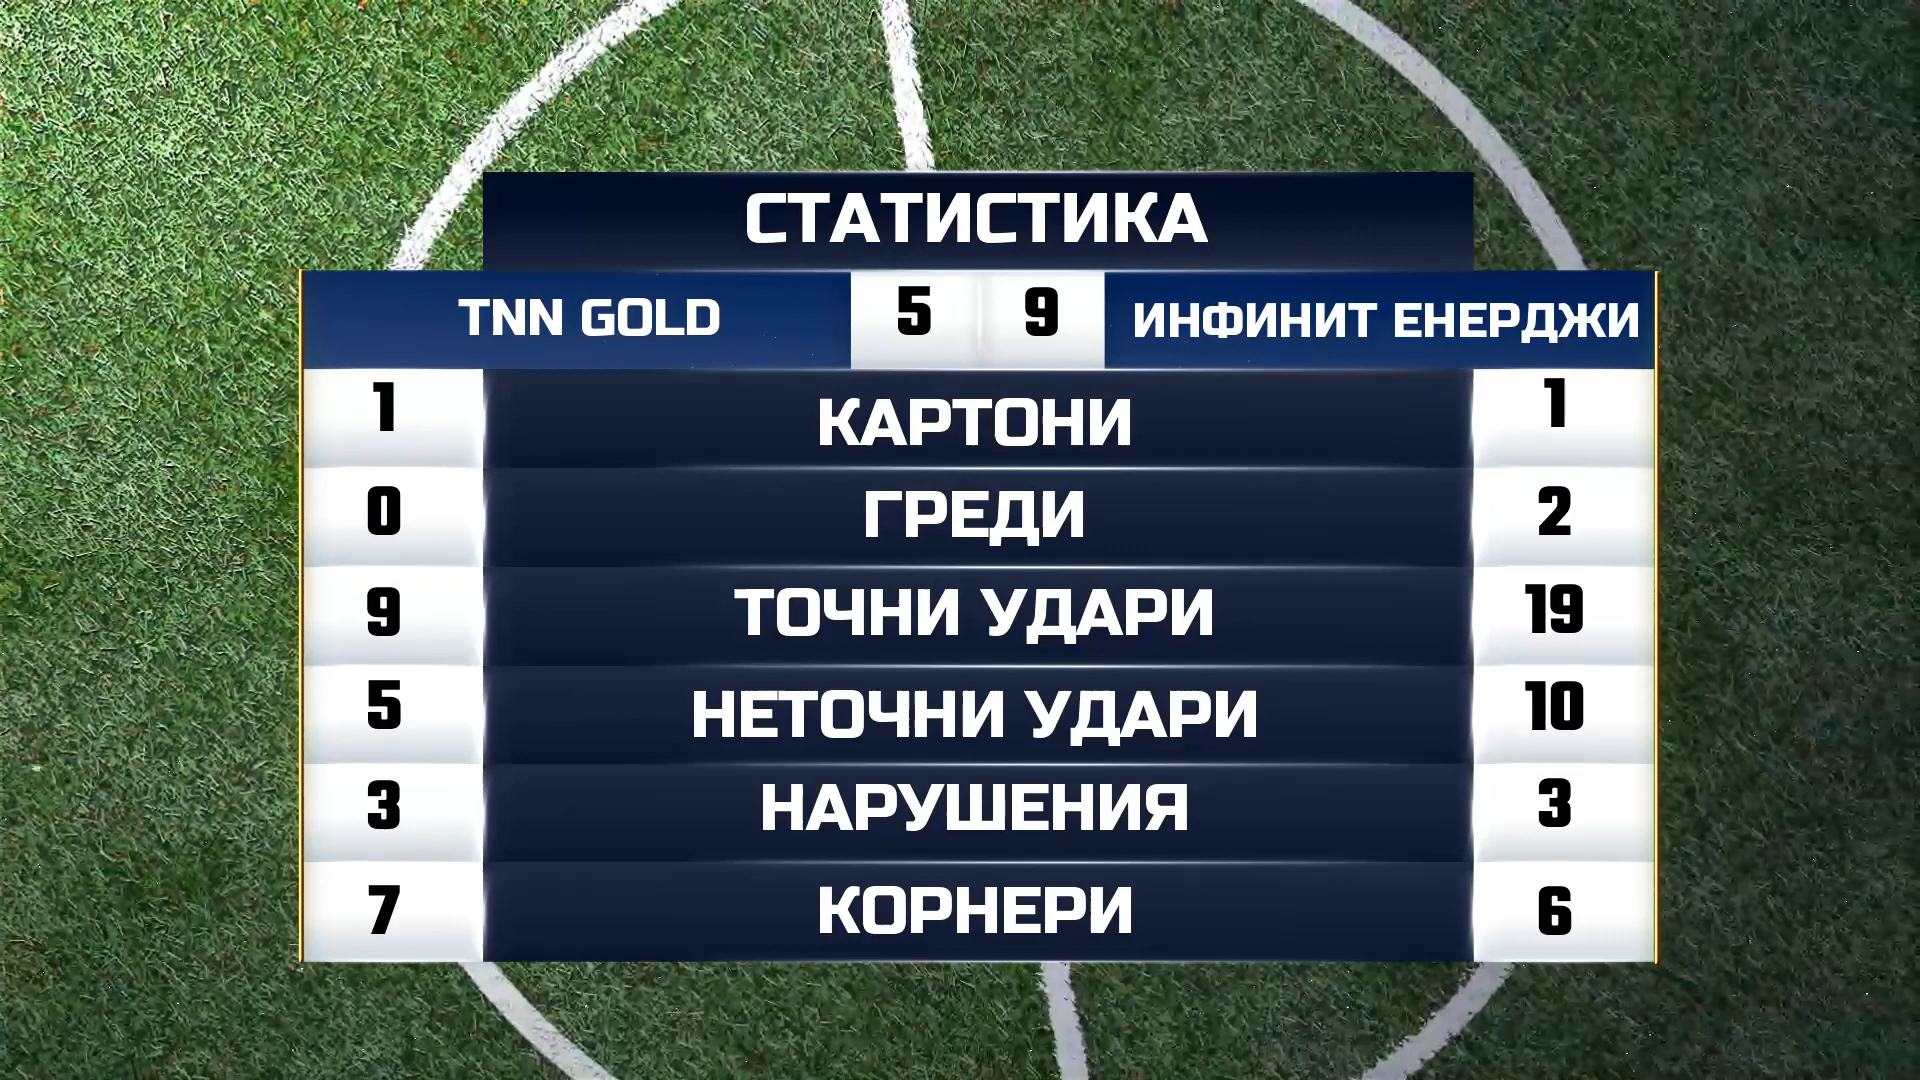 СТАТИСТИКА
TNN GOLD 5 9 ИНФИНИТ ЕНЕРДЖИ
1 КАРТОНИ 1
0 ГРЕДИ 2
9 ТОЧНИ УДАРИ 19
5 НЕТОЧНИ УДАРИ 10
3 НАРУШЕНИЯ 3
7 КОРНЕРИ 6